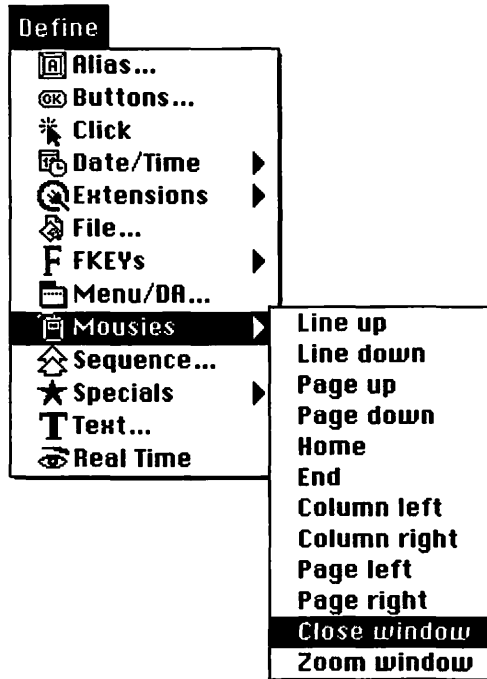 Define
Alias...
OK Buttons...
Click
Date/Time
Extensions
File...
F FKEYs
Menu/DA...
Mousies
Sequence...
Specials
T Text...
Real Time
Line up
Line down
Page up
Page down
Home
End
Column left
Column right
Page left
Page right
Close window
Zoom window